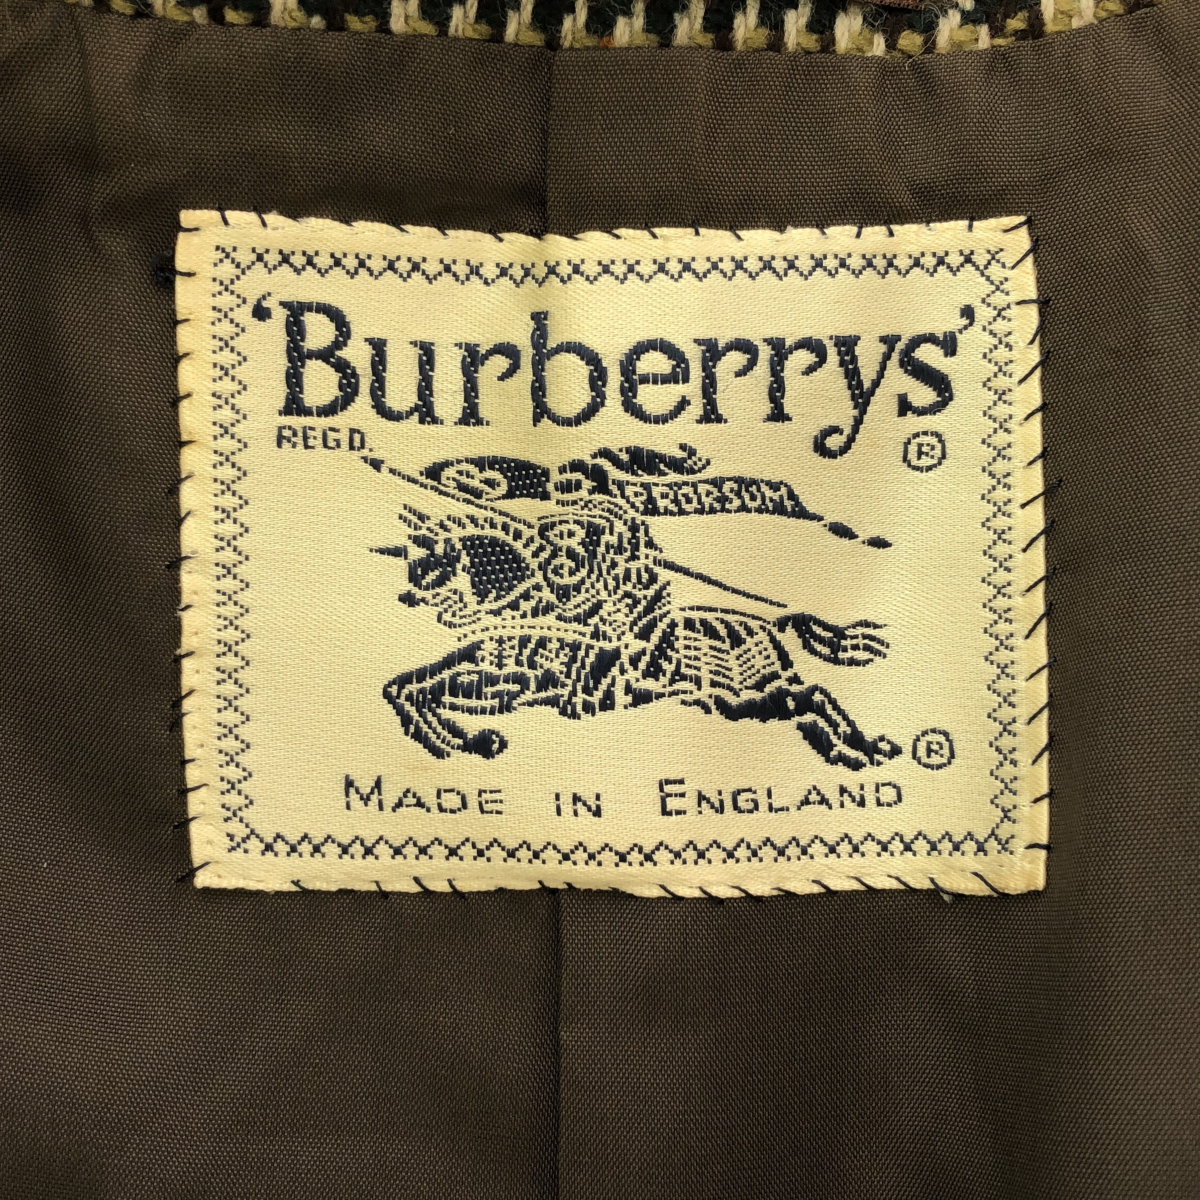 ‘Burberrys’
REGD. ®
PRORSUM
®
MADE IN ENGLAND